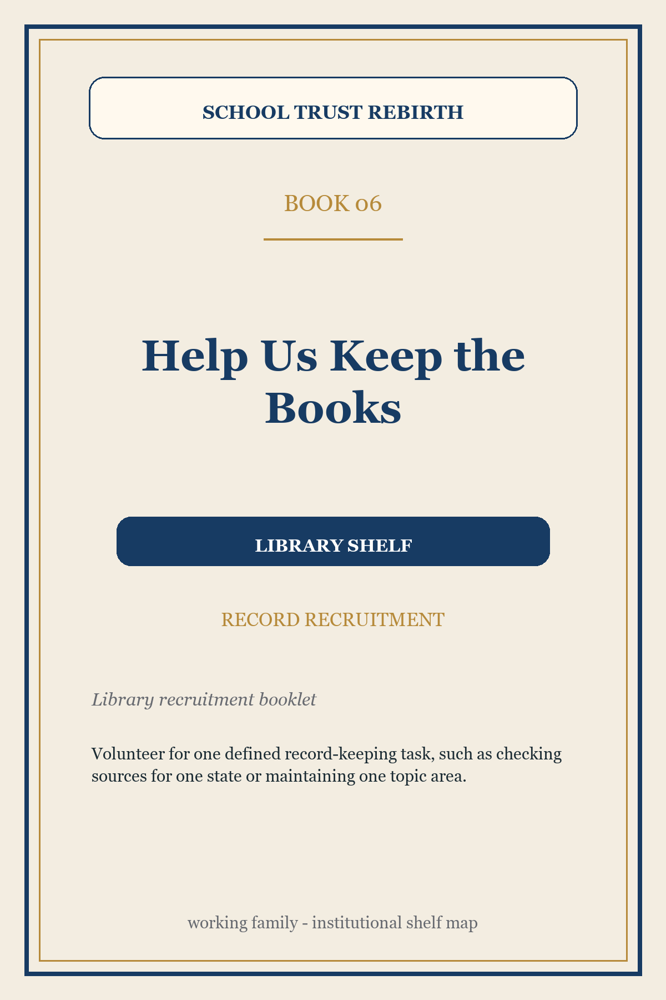 SCHOOL TRUST REBIRTH
BOOK 06
Help Us Keep the
Books
LIBRARY SHELF
RECORD RECRUITMENT
Library recruitment booklet
Volunteer for one defined record-keeping task, such as checking
sources for one state or maintaining one topic area.
working family - institutional shelf map